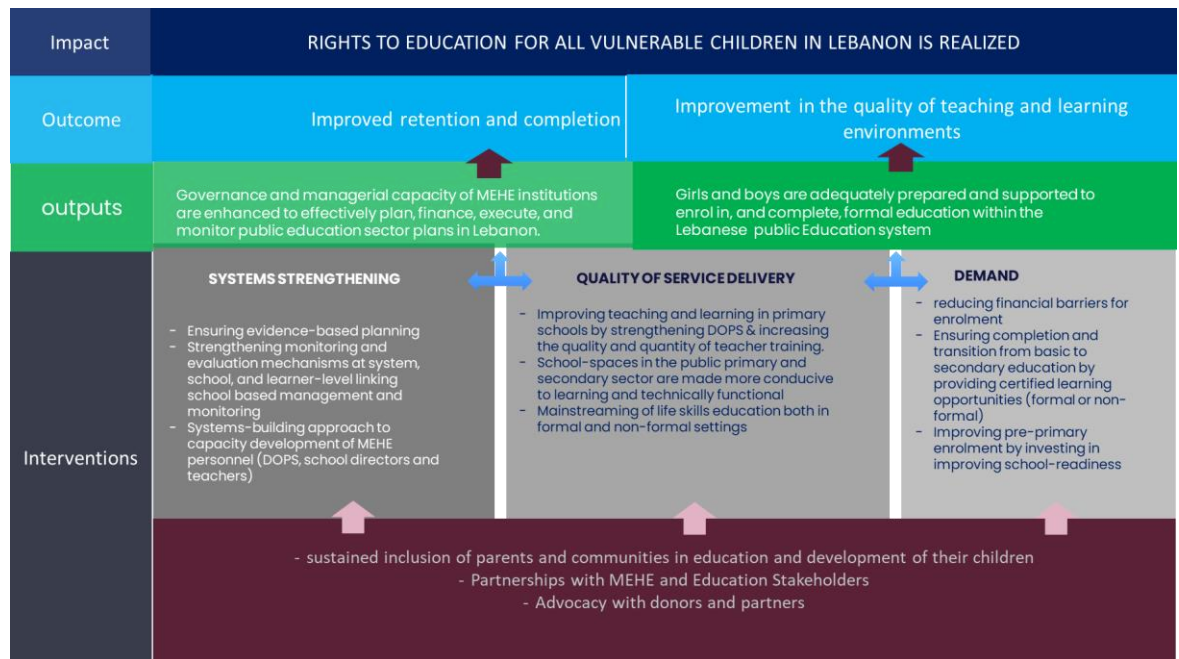 Impact
RIGHTS TO EDUCATION FOR ALL VULNERABLE CHILDREN IN LEBANON IS REALIZED
Outcome
Improved retention and completion
Improvement in the quality of teaching and learning
environments
outputs
Governance and managerial capacity of MEHE institutions
are enhanced to effectively plan, finance, execute, and
monitor public education sector plans in Lebanon.
Girls and boys are adequately prepared and supported to
enrol in, and complete, formal education within the
Lebanese public Education system
Interventions
SYSTEMS STRENGTHENING
- Ensuring evidence-based planning
- Strengthening monitoring and
evaluation mechanisms at system,
school, and learner-level linking
school based management and
monitoring
- Systems-building approach to
capacity development of MEHE
personnel (DOPS, school directors and
teachers)
QUALITY OF SERVICE DELIVERY
- Improving teaching and learning in primary
schools by strengthening DOPS & increasing
the quality and quantity of teacher training.
- School-spaces in the public primary and
secondary sector are made more conducive
to learning and technically functional
- Mainstreaming of life skills education both in
formal and non-formal settings
DEMAND
- reducing financial barriers for
enrolment
- Ensuring completion and
transition from basic to
secondary education by
providing certified learning
opportunities (formal or non-
formal)
- Improving pre-primary
enrolment by investing in
improving school-readiness
- sustained inclusion of parents and communities in education and development of their children
- Partnerships with MEHE and Education Stakeholders
- Advocacy with donors and partners